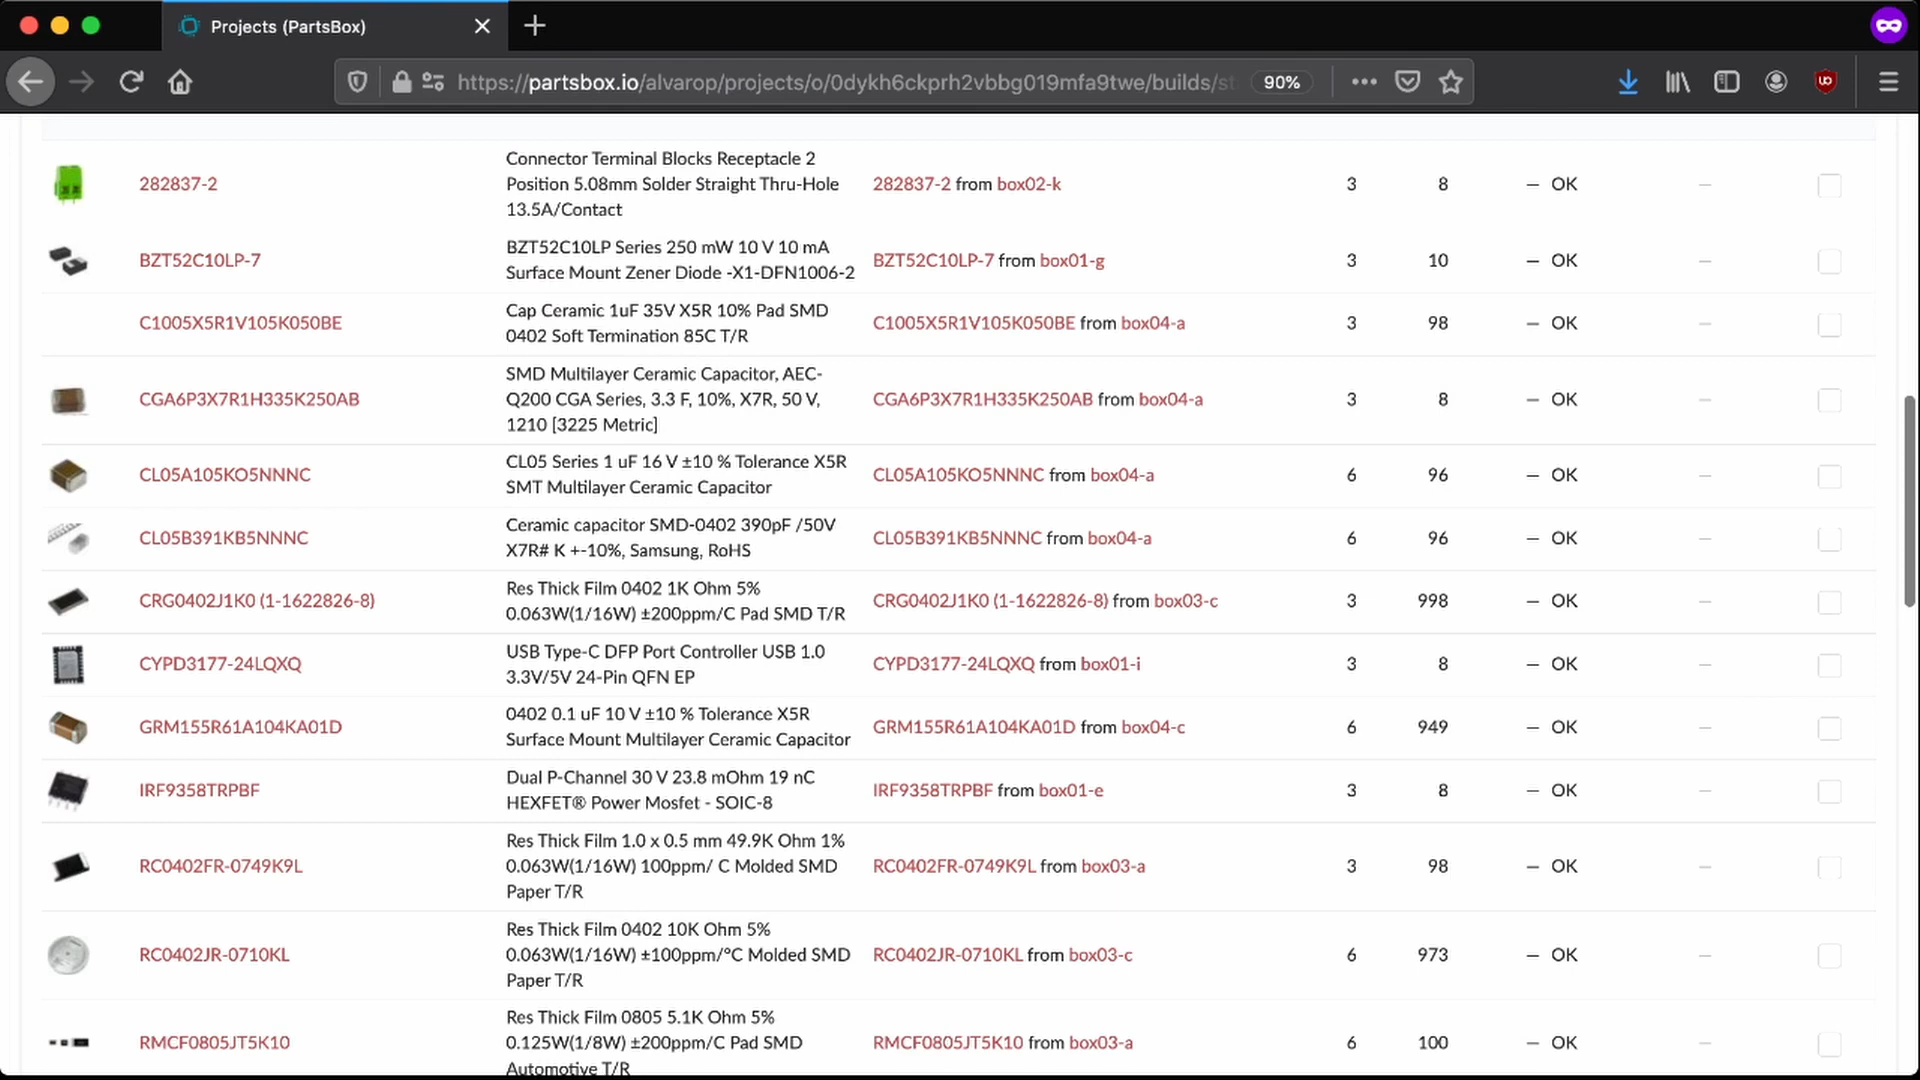 Projects (PartsBox)
https://partsbox.io/alvarop/projects/o/0dykh6ckprh2vbbg019mfa9twe/builds/st
90%
282837-2
Connector Terminal Blocks Receptacle 2
Position 5.08mm Solder Straight Thru-Hole
13.5A/Contact
282837-2 from box02-k
3
8
— OK
—
BZT52C10LP-7
BZT52C10LP Series 250 mW 10 V 10 mA
Surface Mount Zener Diode -X1-DFN1006-2
BZT52C10LP-7 from box01-g
3
10
— OK
—
C1005X5R1V105K050BE
Cap Ceramic 1uF 35V X5R 10% Pad SMD
0402 Soft Termination 85C T/R
C1005X5R1V105K050BE from box04-a
3
98
— OK
—
CGA6P3X7R1H335K250AB
SMD Multilayer Ceramic Capacitor, AEC-
Q200 CGA Series, 3.3 F, 10%, X7R, 50 V,
1210 [3225 Metric]
CGA6P3X7R1H335K250AB from box04-a
3
8
— OK
—
CL05A105KO5NNNC
CL05 Series 1 uF 16 V ±10 % Tolerance X5R
SMT Multilayer Ceramic Capacitor
CL05A105KO5NNNC from box04-a
6
96
— OK
—
CL05B391KB5NNNC
Ceramic capacitor SMD-0402 390pF /50V
X7R# K +-10%, Samsung, RoHS
CL05B391KB5NNNC from box04-a
6
96
— OK
—
CRG0402J1K0 (1-1622826-8)
Res Thick Film 0402 1K Ohm 5%
0.063W(1/16W) ±200ppm/C Pad SMD T/R
CRG0402J1K0 (1-1622826-8) from box03-c
3
998
— OK
—
CYPD3177-24LQXQ
USB Type-C DFP Port Controller USB 1.0
3.3V/5V 24-Pin QFN EP
CYPD3177-24LQXQ from box01-i
3
8
— OK
—
GRM155R61A104KA01D
0402 0.1 uF 10 V ±10 % Tolerance X5R
Surface Mount Multilayer Ceramic Capacitor
GRM155R61A104KA01D from box04-c
6
949
— OK
—
IRF9358TRPBF
Dual P-Channel 30 V 23.8 mOhm 19 nC
HEXFET® Power Mosfet - SOIC-8
IRF9358TRPBF from box01-e
3
8
— OK
—
RC0402FR-0749K9L
Res Thick Film 1.0 x 0.5 mm 49.9K Ohm 1%
0.063W(1/16W) 100ppm/ C Molded SMD
Paper T/R
RC0402FR-0749K9L from box03-a
3
98
— OK
—
RC0402JR-0710KL
Res Thick Film 0402 10K Ohm 5%
0.063W(1/16W) ±100ppm/°C Molded SMD
Paper T/R
RC0402JR-0710KL from box03-c
6
973
— OK
—
RMCF0805JT5K10
Res Thick Film 0805 5.1K Ohm 5%
0.125W(1/8W) ±200ppm/C Pad SMD
Automotive T/R
RMCF0805JT5K10 from box03-a
6
100
— OK
—